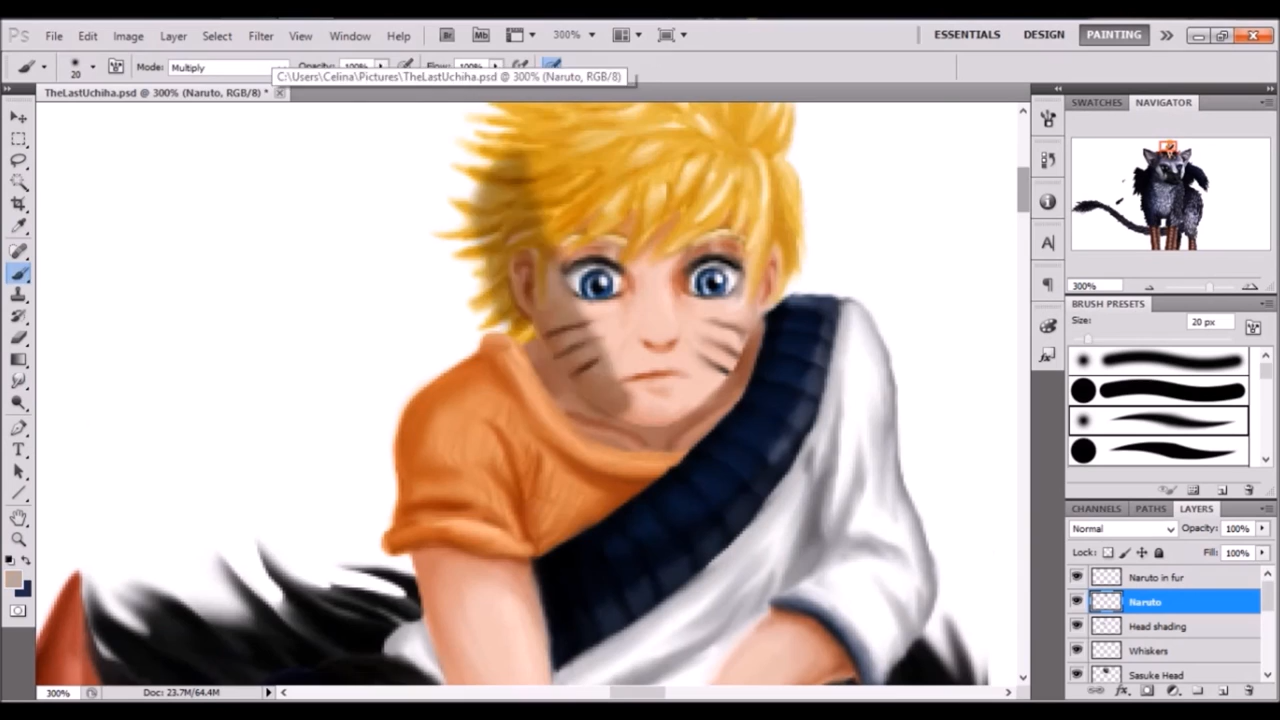 Ps File Edit Image Layer Select Filter View Window Help Br Mb 300% ESSENTIALS DESIGN PAINTING
20 Mode: Multiply Opacity: 100% Flow: 100%
C:\Users\Celina\Pictures\TheLastUchiha.psd @ 300% (Naruto, RGB/8)
TheLastUchiha.psd @ 300% (Naruto, RGB/8) *
SWATCHES NAVIGATOR
300%
BRUSH PRESETS
Size: 20 px
CHANNELS PATHS LAYERS
Normal Opacity: 100%
Lock: Fill: 100%
Naruto in fur
Naruto
Head shading
Whiskers
Sasuke Head
300% Doc: 23.7M/64.4M